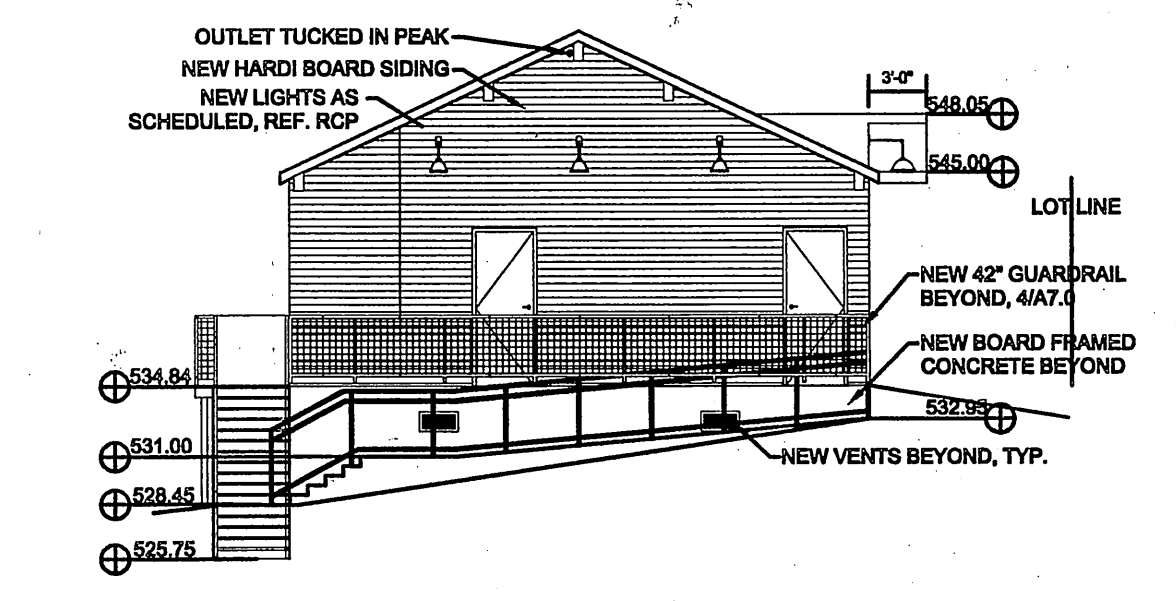 OUTLET TUCKED IN PEAK
NEW HARDI BOARD SIDING
NEW LIGHTS AS
SCHEDULED, REF. RCP
3'-0"
548.05
545.00
LOT LINE
NEW 42" GUARDRAIL
BEYOND, 4/A7.0
NEW BOARD FRAMED
CONCRETE BEYOND
534.84
532.95
531.00
NEW VENTS BEYOND, TYP.
528.45
525.75